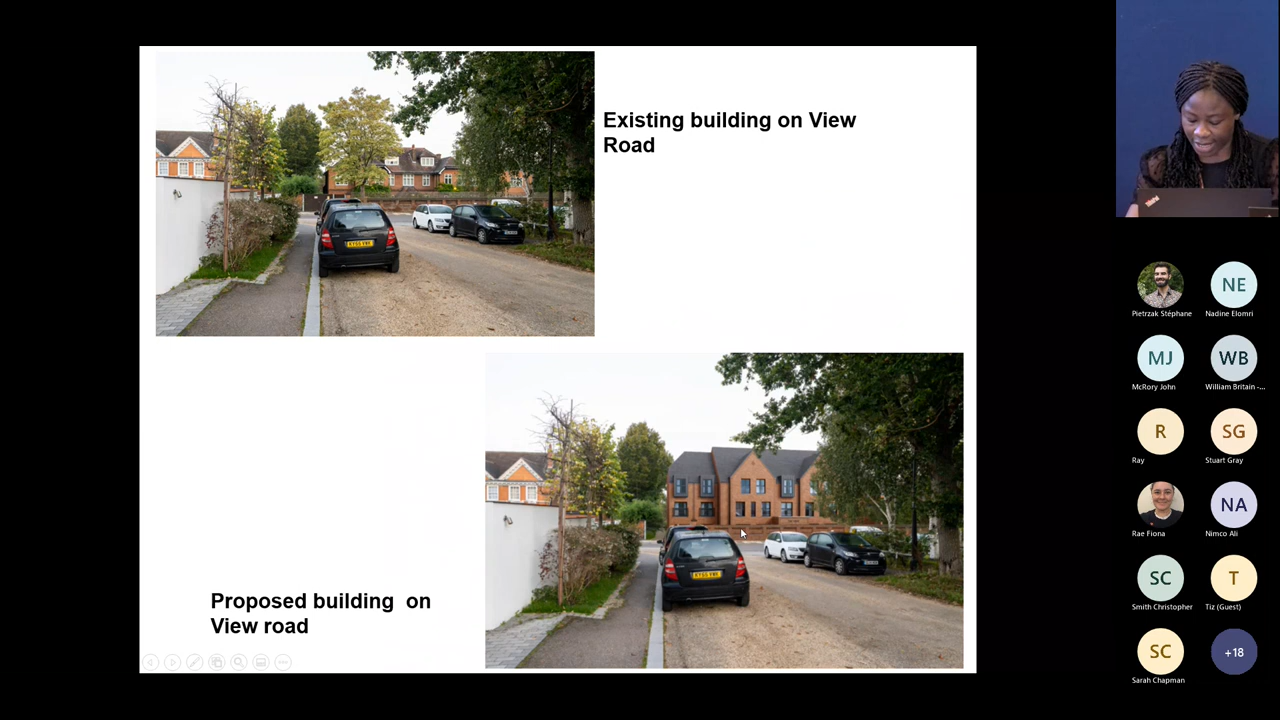 Existing building on View
Road
Proposed building on
View road
Pietrzak Stéphane
NE
Nadine Elomri
MJ
McRory John
WB
William Britain -...
R
Ray
SG
Stuart Gray
Rae Fiona
NA
Nimco Ali
SC
Smith Christopher
T
Tiz (Guest)
SC
Sarah Chapman
+18